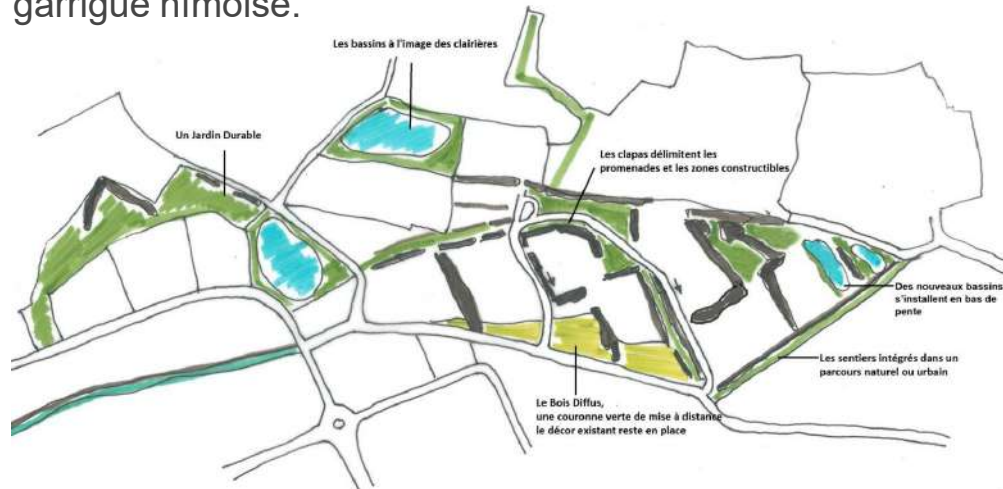 garrigue nîmoise.
Les bassins à l'image des clairières
Un Jardin Durable
Les clapas délimitent les
promenades et les zones constructibles
Des nouveaux bassins
s'installent en bas de
pente
Les sentiers intégrés dans un
parcours naturel ou urbain
Le Bois Diffus,
une couronne verte de mise à distance
le décor existant reste en place